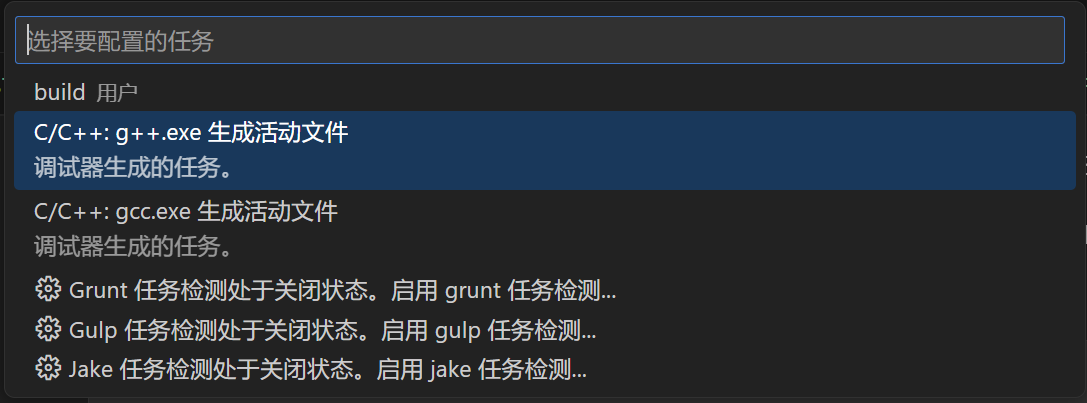 选择要配置的任务
build 用户
C/C++: g++.exe 生成活动文件
调试器生成的任务。
C/C++: gcc.exe 生成活动文件
调试器生成的任务。
Grunt 任务检测处于关闭状态。启用 grunt 任务检测...
Gulp 任务检测处于关闭状态。启用 gulp 任务检测...
Jake 任务检测处于关闭状态。启用 jake 任务检测...